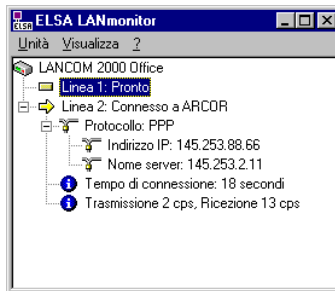 ELSA ELSA LANmonitor
Unità Visualizza ?
LANCOM 2000 Office
Linea 1: Pronto
Linea 2: Connesso a ARCOR
Protocollo: PPP
Indirizzo IP: 145.253.88.66
Nome server: 145.253.2.11
Tempo di connessione: 18 secondi
Trasmissione 2 cps, Ricezione 13 cps